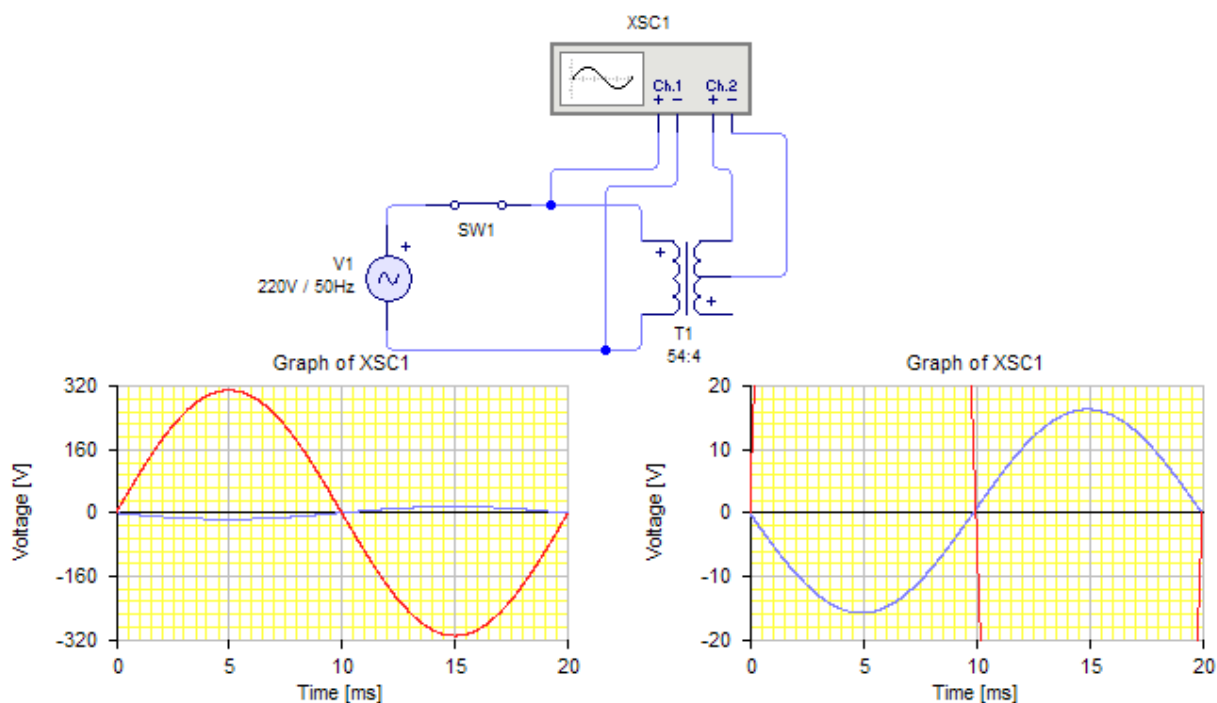 XSC1
Ch.1 Ch.2
+ − + −
SW1
+
V1
220V / 50Hz
+
+
T1
54:4
Graph of XSC1
320
160
0
-160
-320
Voltage [V]
0 5 10 15 20
Time [ms]
Graph of XSC1
20
10
0
-10
-20
Voltage [V]
0 5 10 15 20
Time [ms]